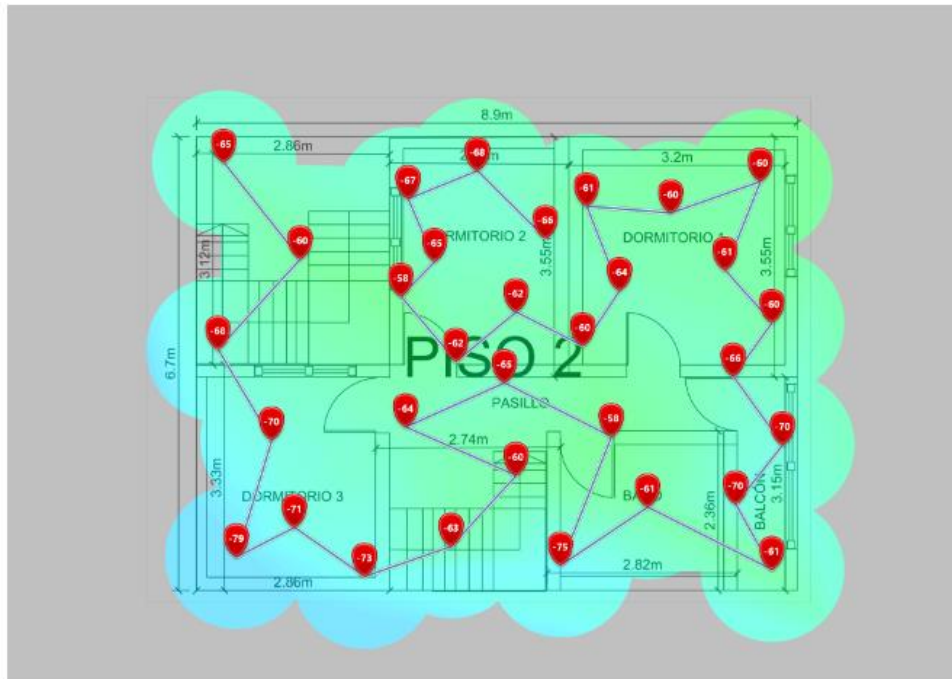 8.9m
-65
2.86m
-68
3.2m
-60
-67
-61
-60
-66
-60
-65
DORMITORIO 2
DORMITORIO 1
-61
3.12m
3.55m
3.55m
-58
-64
-62
-60
-68
-62
-60
6.7m
PISO 2
-65
-66
PASILLO
-64
-58
-70
-70
2.74m
-60
3.33m
DORMITORIO 3
-61
BAÑO
-70
2.36m
BALCÓN
3.15m
-71
-63
-79
-75
-61
-73
2.86m
2.82m